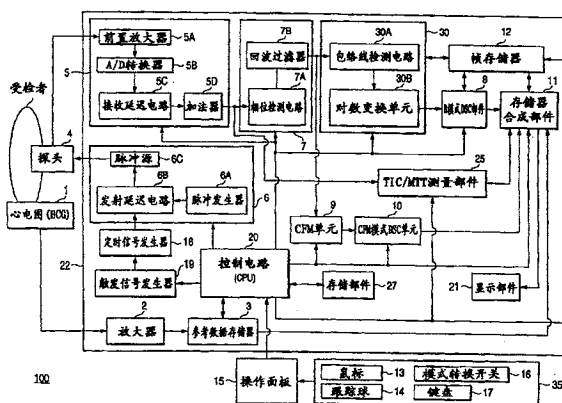 7B
30A
30
12
前置放大器
5A
回波过滤器
包络线检测电路
帧存储器
A/D转换器
5B
7A
30B
11
受检者
5
5C
5D
8
接收延迟电路
加法器
相位检测电路
对数变换单元
B模式DSC部件
存储器合成部件
4
7
探头
脉冲源
6C
25
1
6B
6A
TIC/MTT测量部件
发射延迟电路
脉冲发生器
心电图(ECG)
6
9
10
18
20
CFM单元
CFM模式DSC单元
定时信号发生器
22
19
控制电路
(CPU)
27
21
触发信号发生器
存储部件
显示部件
2
3
放大器
参考数据存储器
100
15
操作面板
鼠标
13
模式转换开关
16
35
跟踪球
14
键盘
17